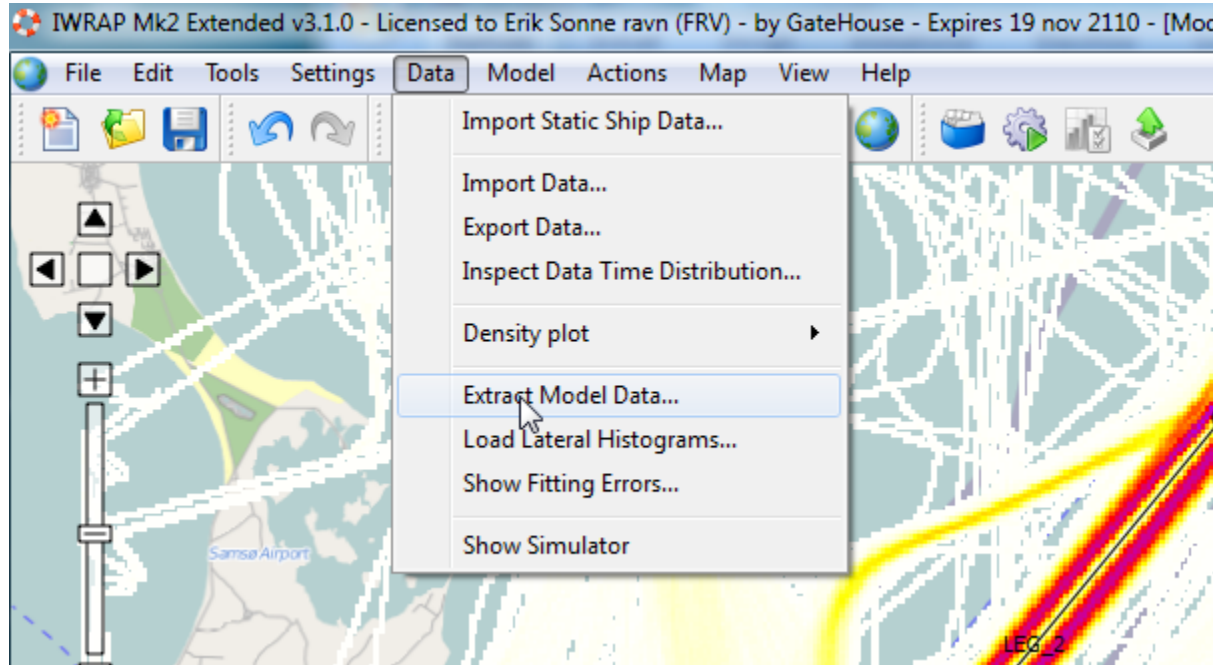 IWRAP Mk2 Extended v3.1.0 - Licensed to Erik Sonne ravn (FRV) - by GateHouse - Expires 19 nov 2110 - [Moc
File Edit Tools Settings Data Model Actions Map View Help
Import Static Ship Data...
Import Data...
Export Data...
Inspect Data Time Distribution...
Density plot
Extract Model Data...
Load Lateral Histograms...
Show Fitting Errors...
Show Simulator
Samsø Airport
LEG_2